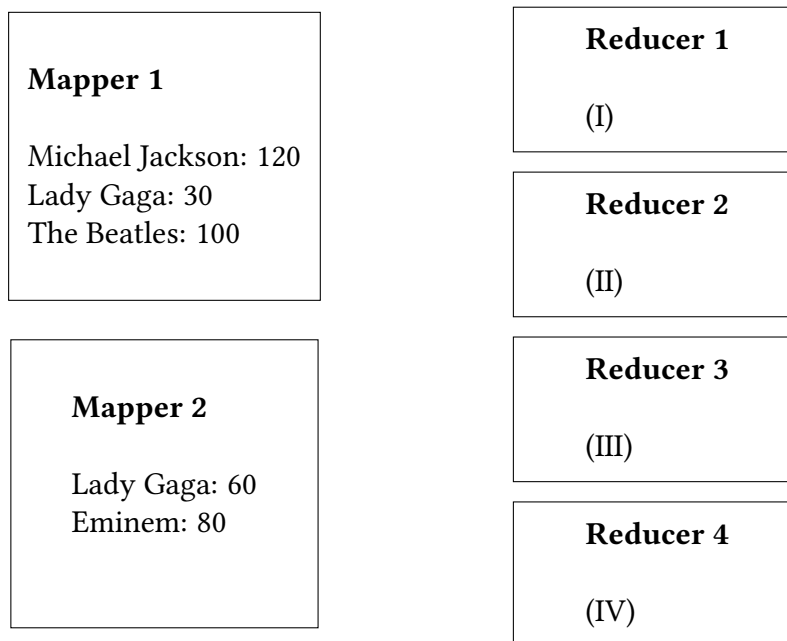 Mapper 1
Michael Jackson: 120
Lady Gaga: 30
The Beatles: 100
Mapper 2
Lady Gaga: 60
Eminem: 80
Reducer 1
(I)
Reducer 2
(II)
Reducer 3
(III)
Reducer 4
(IV)